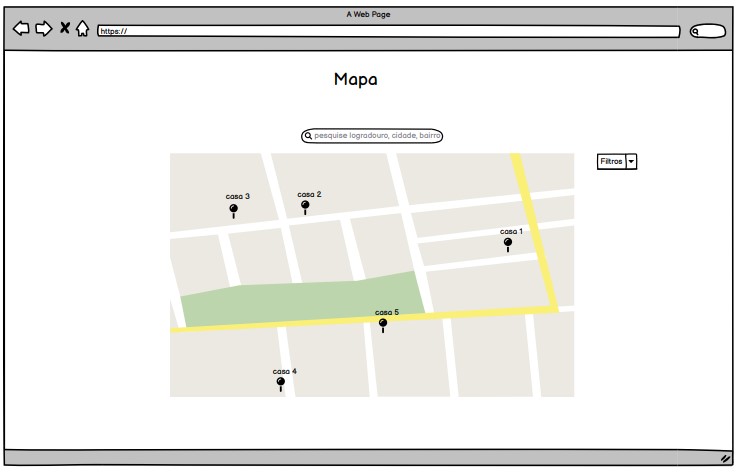 A Web Page
https://
Mapa
pesquise logradouro, cidade, bairro
Filtros
casa 3
casa 2
casa 1
casa 5
casa 4